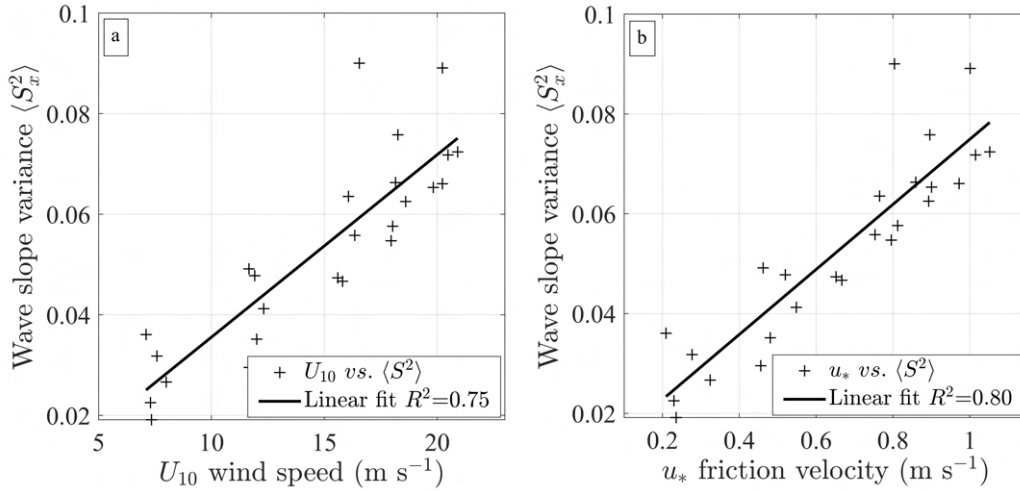 a
Wave slope variance ⟨S_x^2⟩
0.1
0.08
0.06
0.04
0.02
5
10
15
20
U_10 wind speed (m s^−1)
U_10 vs. ⟨S^2⟩
Linear fit R^2=0.75
b
Wave slope variance ⟨S_x^2⟩
0.1
0.08
0.06
0.04
0.02
0.2
0.4
0.6
0.8
1
u_* friction velocity (m s^−1)
u_* vs. ⟨S^2⟩
Linear fit R^2=0.80